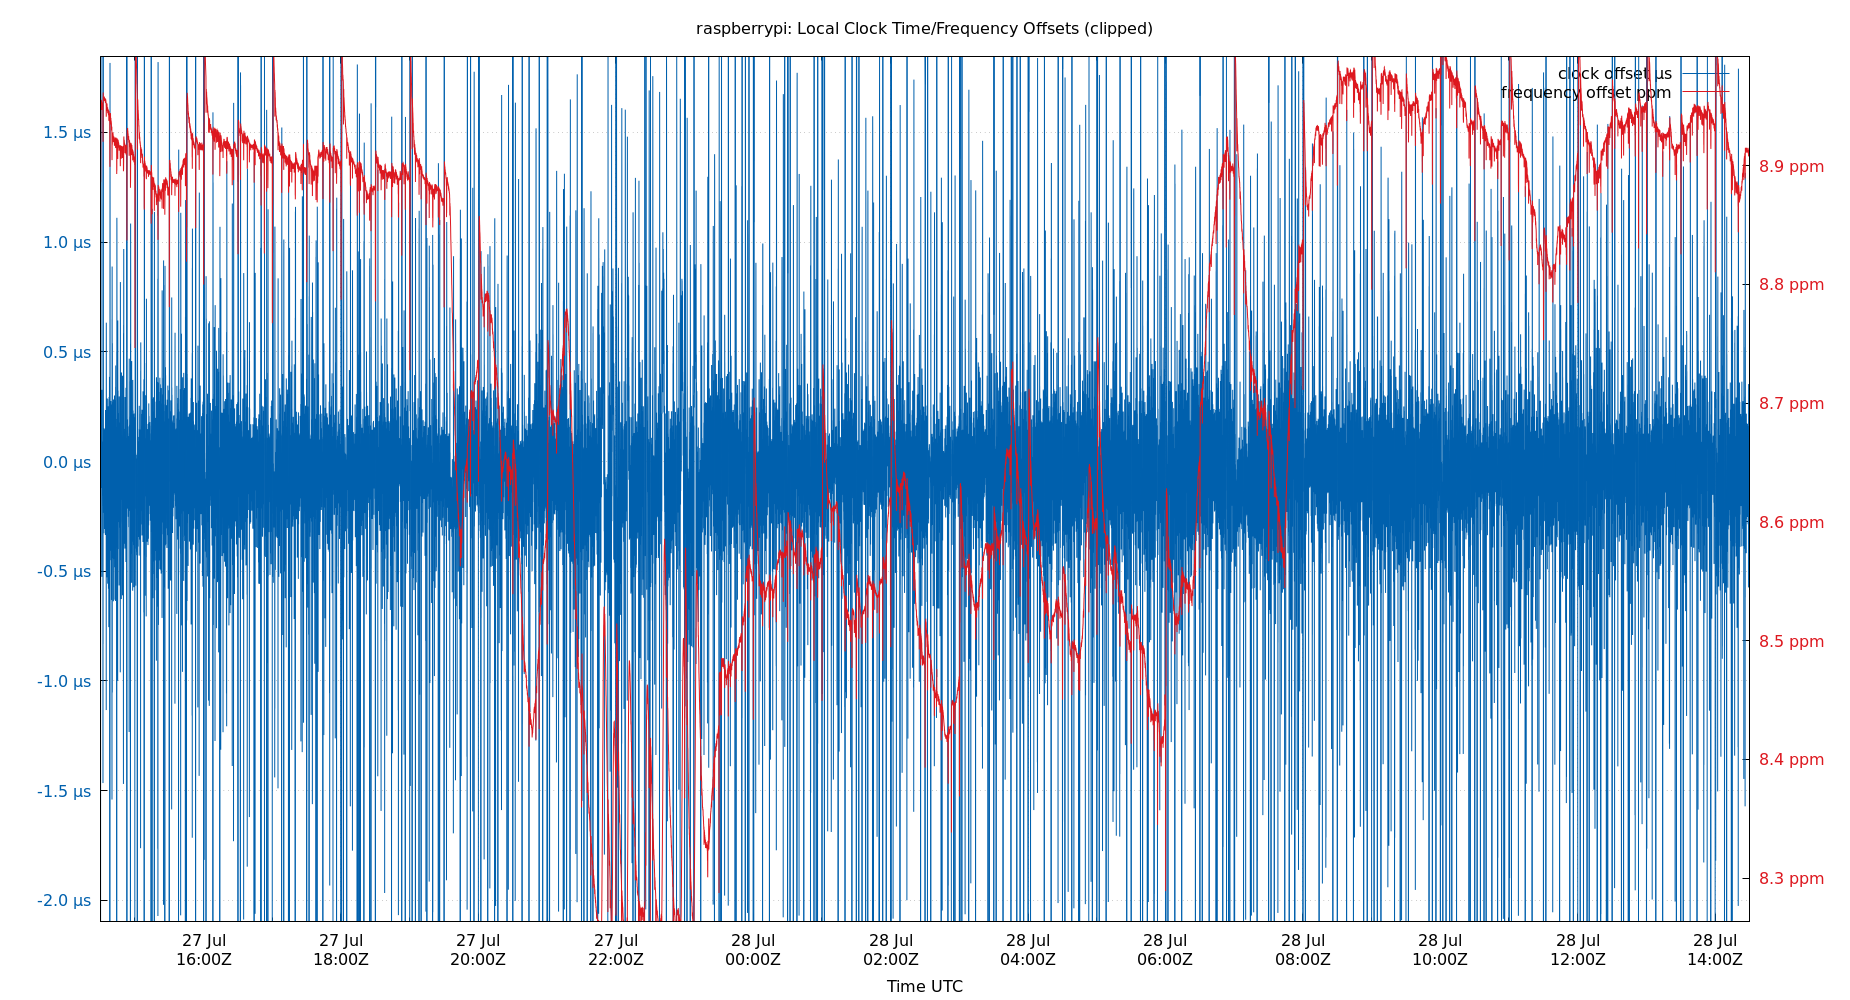 raspberrypi: Local Clock Time/Frequency Offsets (clipped)
clock offset µs
frequency offset ppm
1.5 µs
1.0 µs
0.5 µs
0.0 µs
-0.5 µs
-1.0 µs
-1.5 µs
-2.0 µs
8.9 ppm
8.8 ppm
8.7 ppm
8.6 ppm
8.5 ppm
8.4 ppm
8.3 ppm
27 Jul 27 Jul 27 Jul 27 Jul 28 Jul 28 Jul 28 Jul 28 Jul 28 Jul 28 Jul 28 Jul 28 Jul
16:00Z 18:00Z 20:00Z 22:00Z 00:00Z 02:00Z 04:00Z 06:00Z 08:00Z 10:00Z 12:00Z 14:00Z
Time UTC